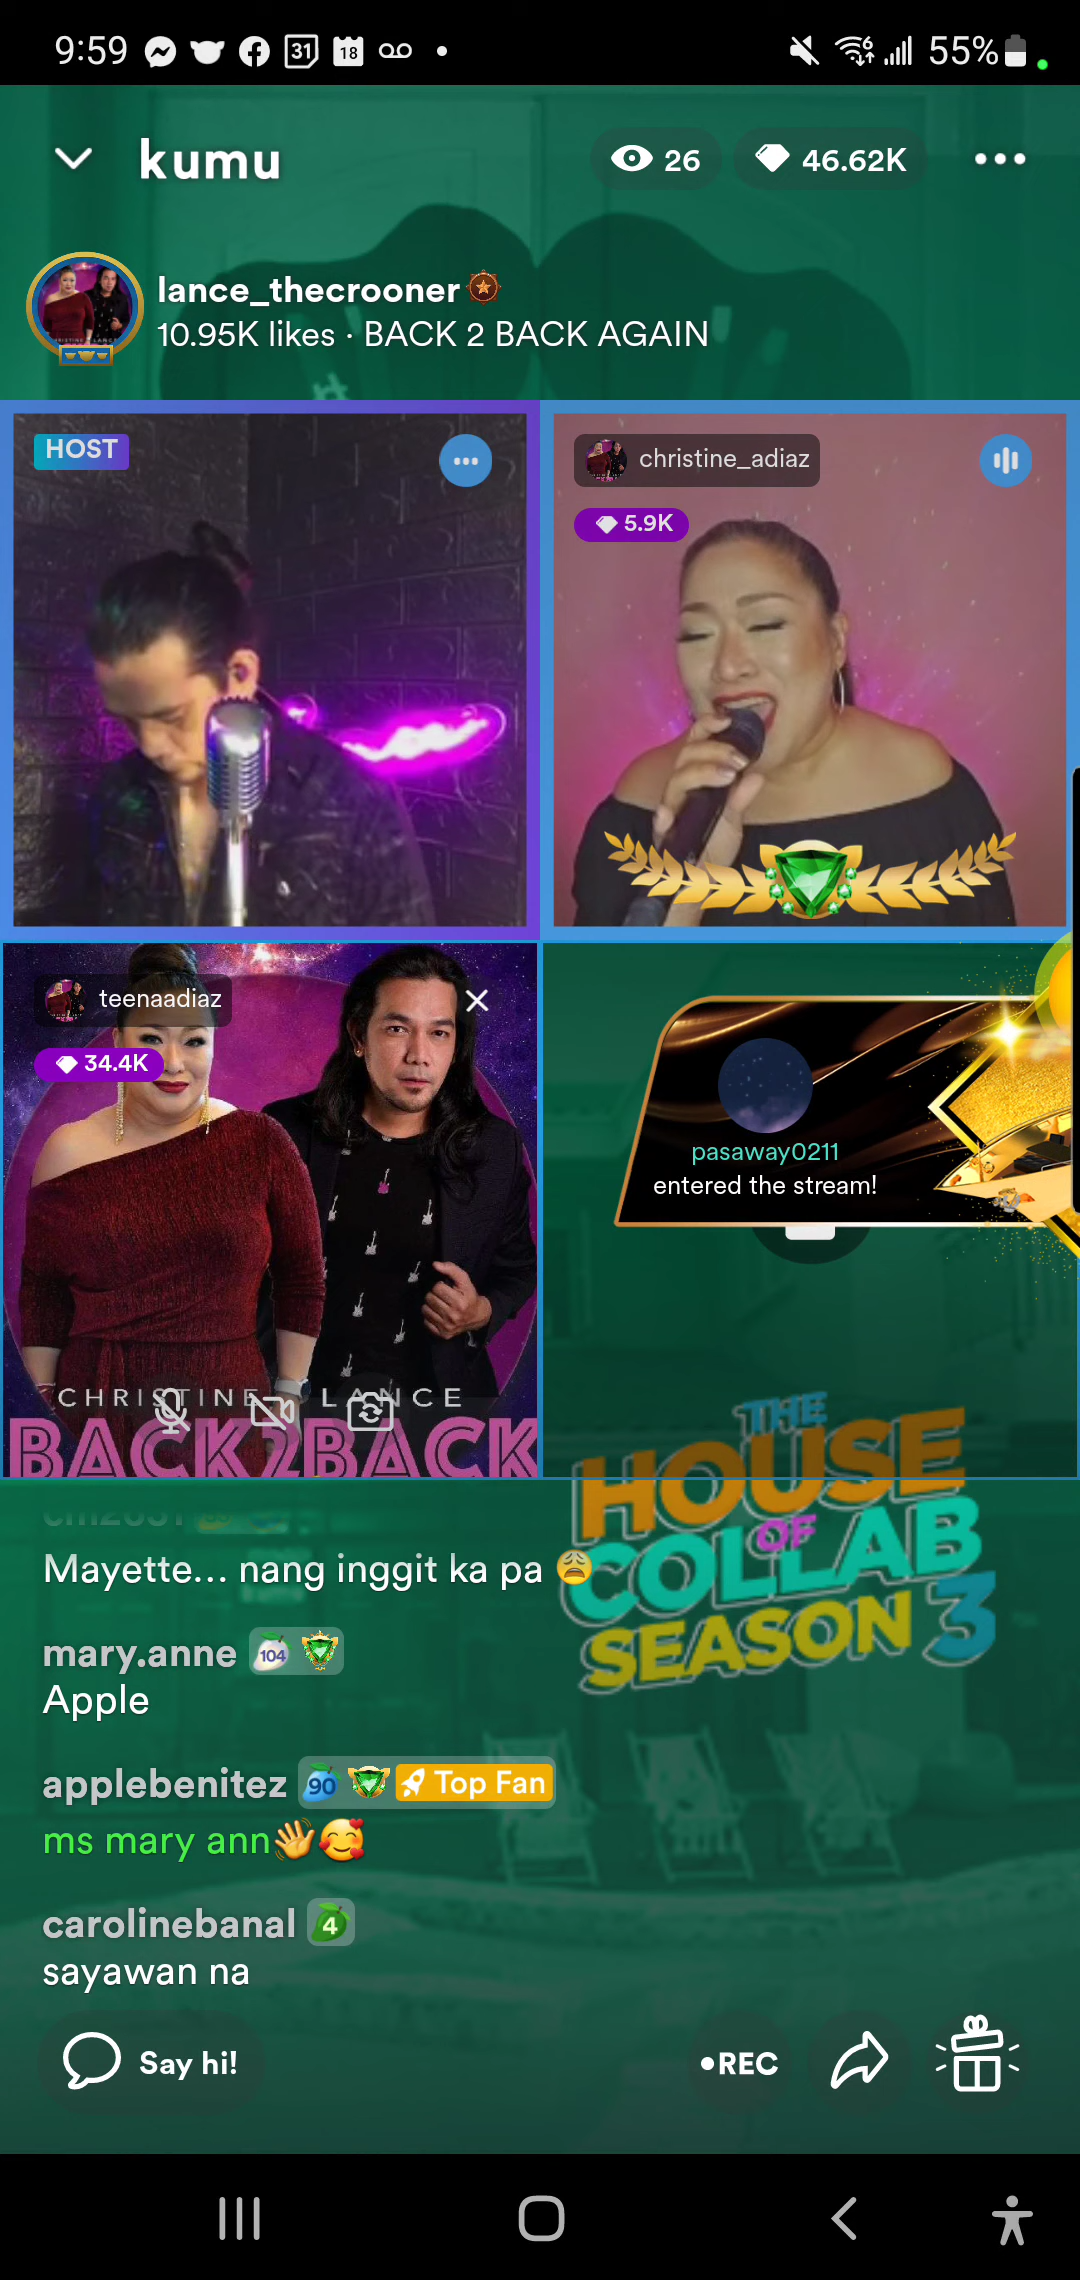 9:59
31
18
6
55%
kumu
26
46.62K
lance_thecrooner
10.95K likes · BACK 2 BACK AGAIN
HOST
christine_adiaz
5.9K
teenaadiaz
34.4K
pasaway0211
entered the stream!
CHRISTINE LANCE
BACK2BACK
THE
HOUSE
OF
COLLAB
SEASON 3
Mayette... nang inggit ka pa 😩
mary.anne 104
Apple
applebenitez 90 Top Fan
ms mary ann👋🥰
carolinebanal 4
sayawan na
Say hi!
•REC